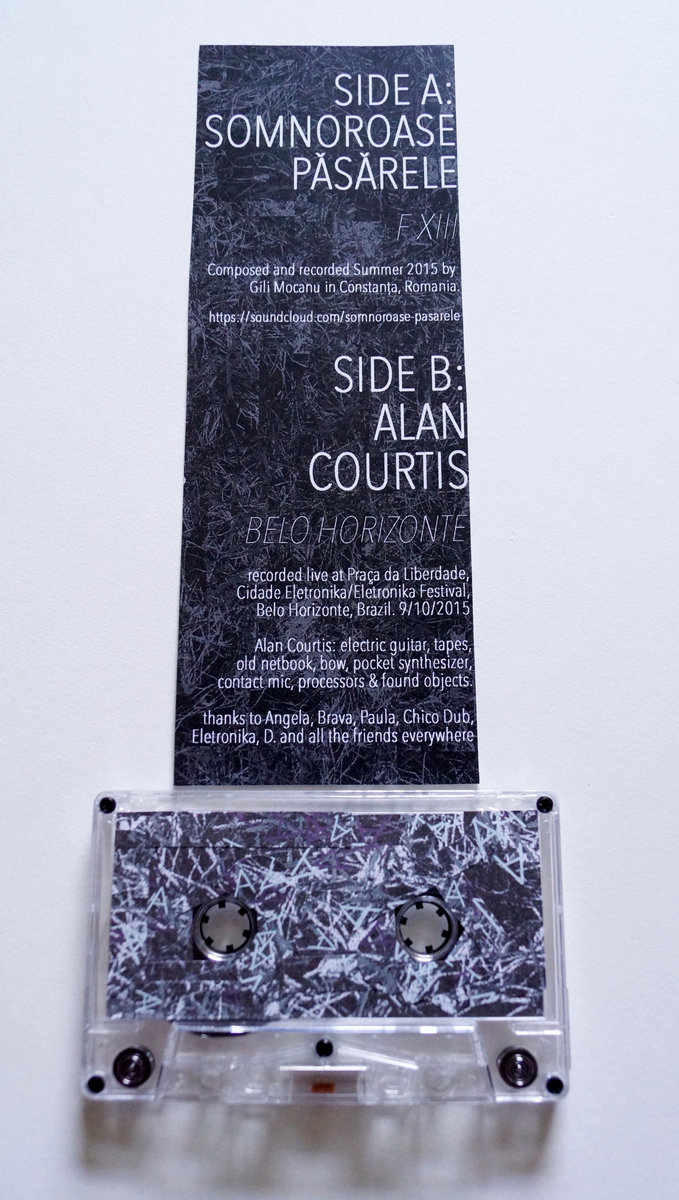 SIDE A:
SOMNOROASE
PĂSĂRELE
F XIII
Composed and recorded Summer 2015 by
Gili Mocanu in Constanța, Romania.
https://soundcloud.com/somnoroase-pasarele
SIDE B:
ALAN
COURTIS
BELO HORIZONTE
recorded live at Praça da Liberdade,
Cidade Eletronika/Eletronika Festival,
Belo Horizonte, Brazil. 9/10/2015
Alan Courtis: electric guitar, tapes,
old netbook, bow, pocket synthesizer,
contact mic, processors & found objects.
thanks to Angela, Brava, Paula, Chico Dub,
Eletronika, D. and all the friends everywhere